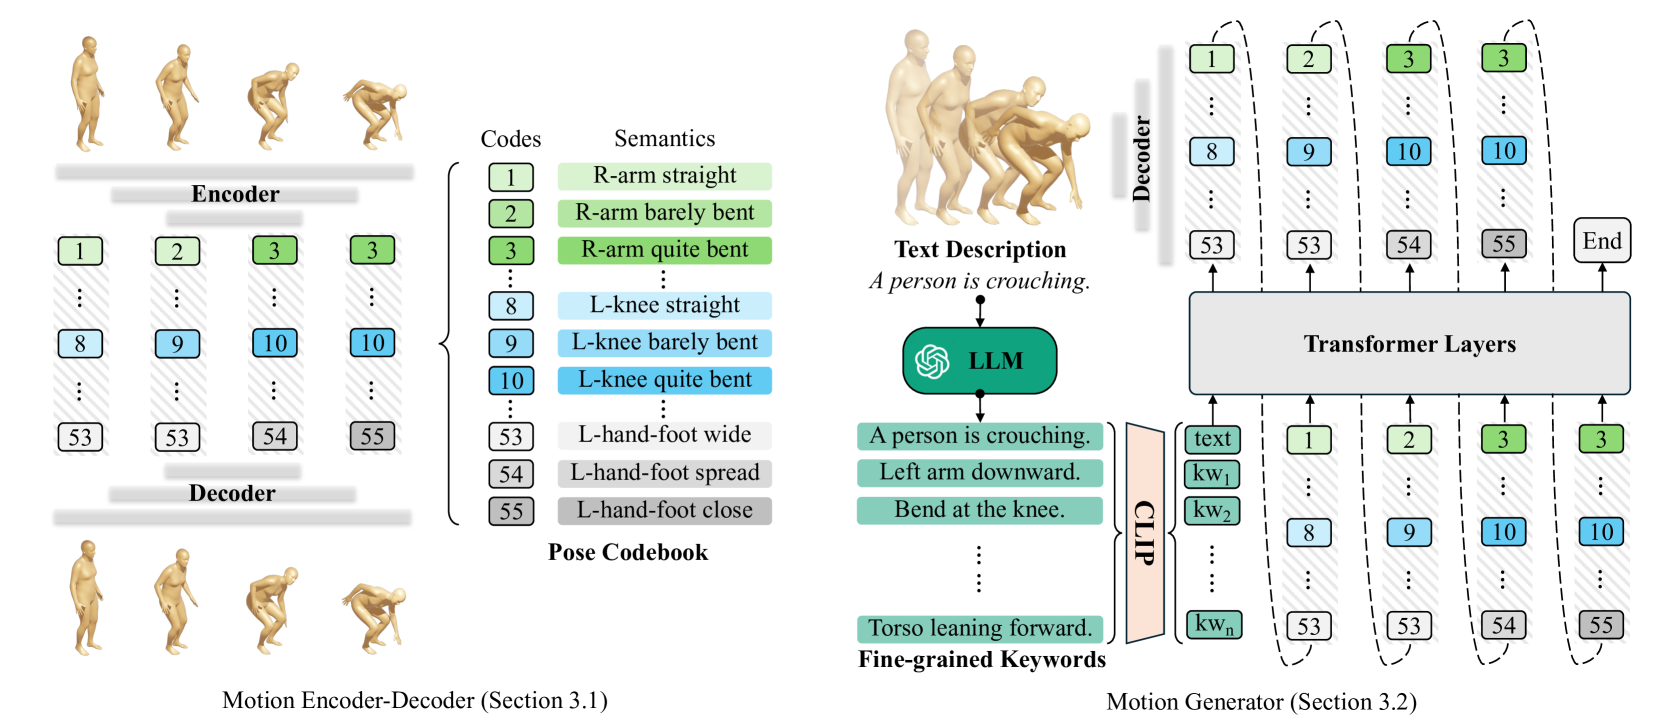 Encoder
1 2 3 3
8 9 10 10
53 53 54 55
Decoder
Codes Semantics
1 R-arm straight
2 R-arm barely bent
3 R-arm quite bent
8 L-knee straight
9 L-knee barely bent
10 L-knee quite bent
53 L-hand-foot wide
54 L-hand-foot spread
55 L-hand-foot close
Pose Codebook
Motion Encoder-Decoder (Section 3.1)
Text Description
A person is crouching.
LLM
A person is crouching.
Left arm downward.
Bend at the knee.
Torso leaning forward.
Fine-grained Keywords
CLIP
text
kw1
kw2
kwn
Decoder
1 2 3 3
8 9 10 10
53 53 54 55
End
Transformer Layers
1 2 3 3
8 9 10 10
53 53 54 55
Motion Generator (Section 3.2)